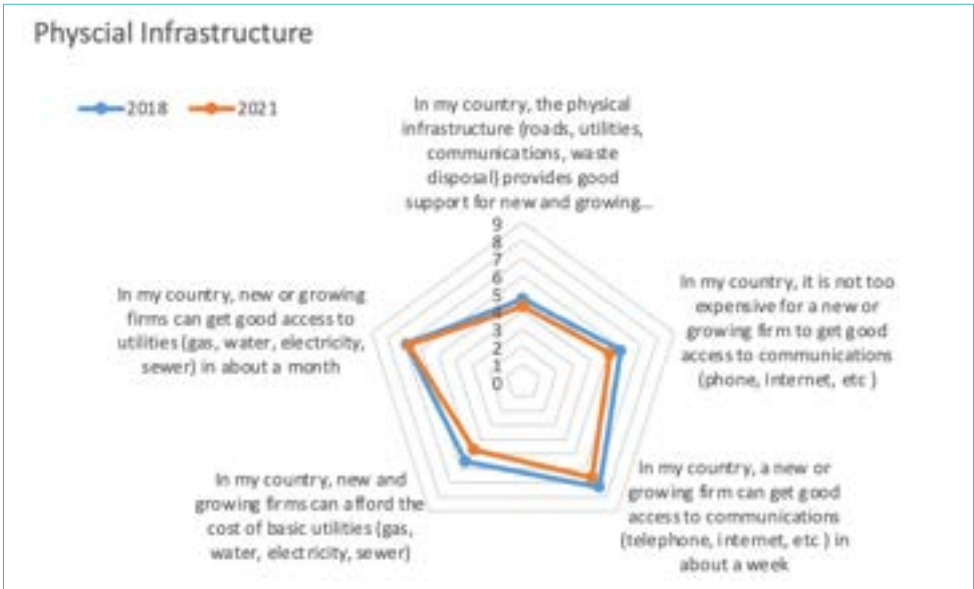 Physcial Infrastructure
2018
2021
In my country, the physical
infrastructure (roads, utilities,
communications, waste
disposal) provides good
support for new and growing...
9
8
7
6
5
4
3
2
1
0
In my country, it is not too
expensive for a new or
growing firm to get good
access to communications
(phone, Internet, etc )
In my country, a new or
growing firm can get good
access to communications
(telephone, internet, etc ) in
about a week
In my country, new and
growing firms can afford the
cost of basic utilities (gas,
water, electricity, sewer)
In my country, new or growing
firms can get good access to
utilities (gas, water, electricity,
sewer) in about a month